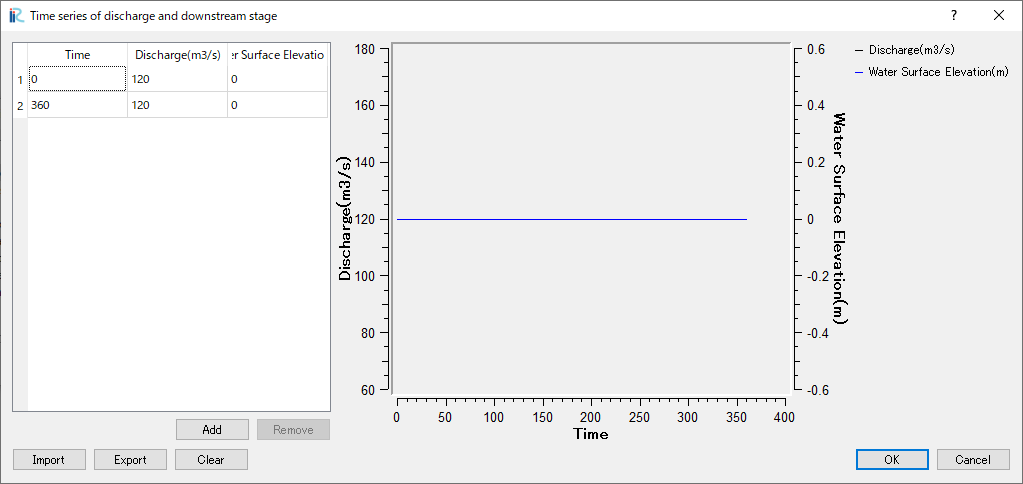 Time series of discharge and downstream stage
?
Time Discharge(m3/s) er Surface Elevatio
1 0 120 0
2 360 120 0
Add Remove
Import Export Clear
Discharge(m3/s)
180
160
140
120
100
80
60
0.6
0.4
0.2
0
-0.2
-0.4
-0.6
Water Surface Elevation(m)
0 50 100 150 200 250 300 350 400
Time
Discharge(m3/s)
Water Surface Elevation(m)
OK Cancel